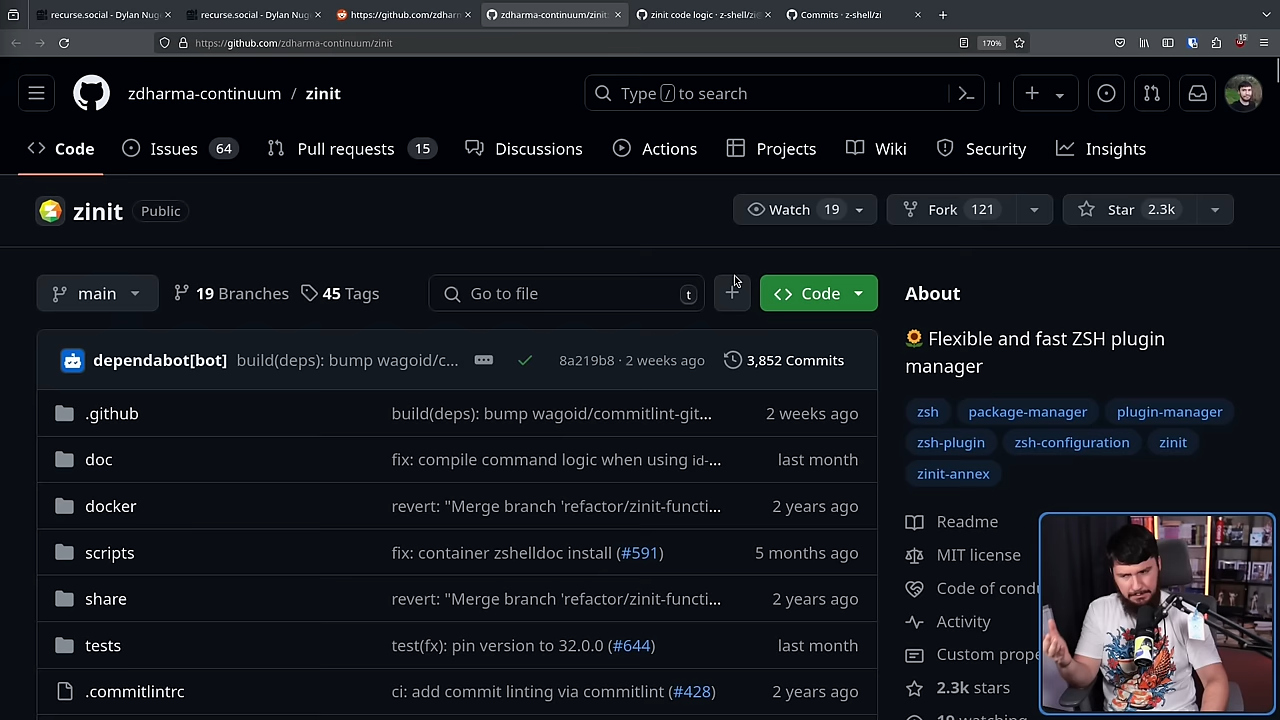 recurse.social - Dylan Nuge
recurse.social - Dylan Nuge
https://github.com/zdharm
zdharma-continuum/zinit
zinit code logic · z-shell/zi
Commits · z-shell/zi
https://github.com/zdharma-continuum/zinit
170%
15
zdharma-continuum / zinit
Type / to search
Code
Issues 64
Pull requests 15
Discussions
Actions
Projects
Wiki
Security
Insights
zinit Public
Watch 19
Fork 121
Star 2.3k
main
19 Branches
45 Tags
Go to file t
Code
About
Flexible and fast ZSH plugin
manager
dependabot[bot] build(deps): bump wagoid/c... 8a219b8 · 2 weeks ago 3,852 Commits
.github build(deps): bump wagoid/commitlint-git... 2 weeks ago
doc fix: compile command logic when using id-... last month
docker revert: "Merge branch 'refactor/zinit-functi... 2 years ago
scripts fix: container zshelldoc install (#591) 5 months ago
share revert: "Merge branch 'refactor/zinit-functi... 2 years ago
tests test(fx): pin version to 32.0.0 (#644) last month
.commitlintrc ci: add commit linting via commitlint (#428) 2 years ago
zsh package-manager plugin-manager
zsh-plugin zsh-configuration zinit
zinit-annex
Readme
MIT license
Code of condu
Activity
Custom prope
2.3k stars